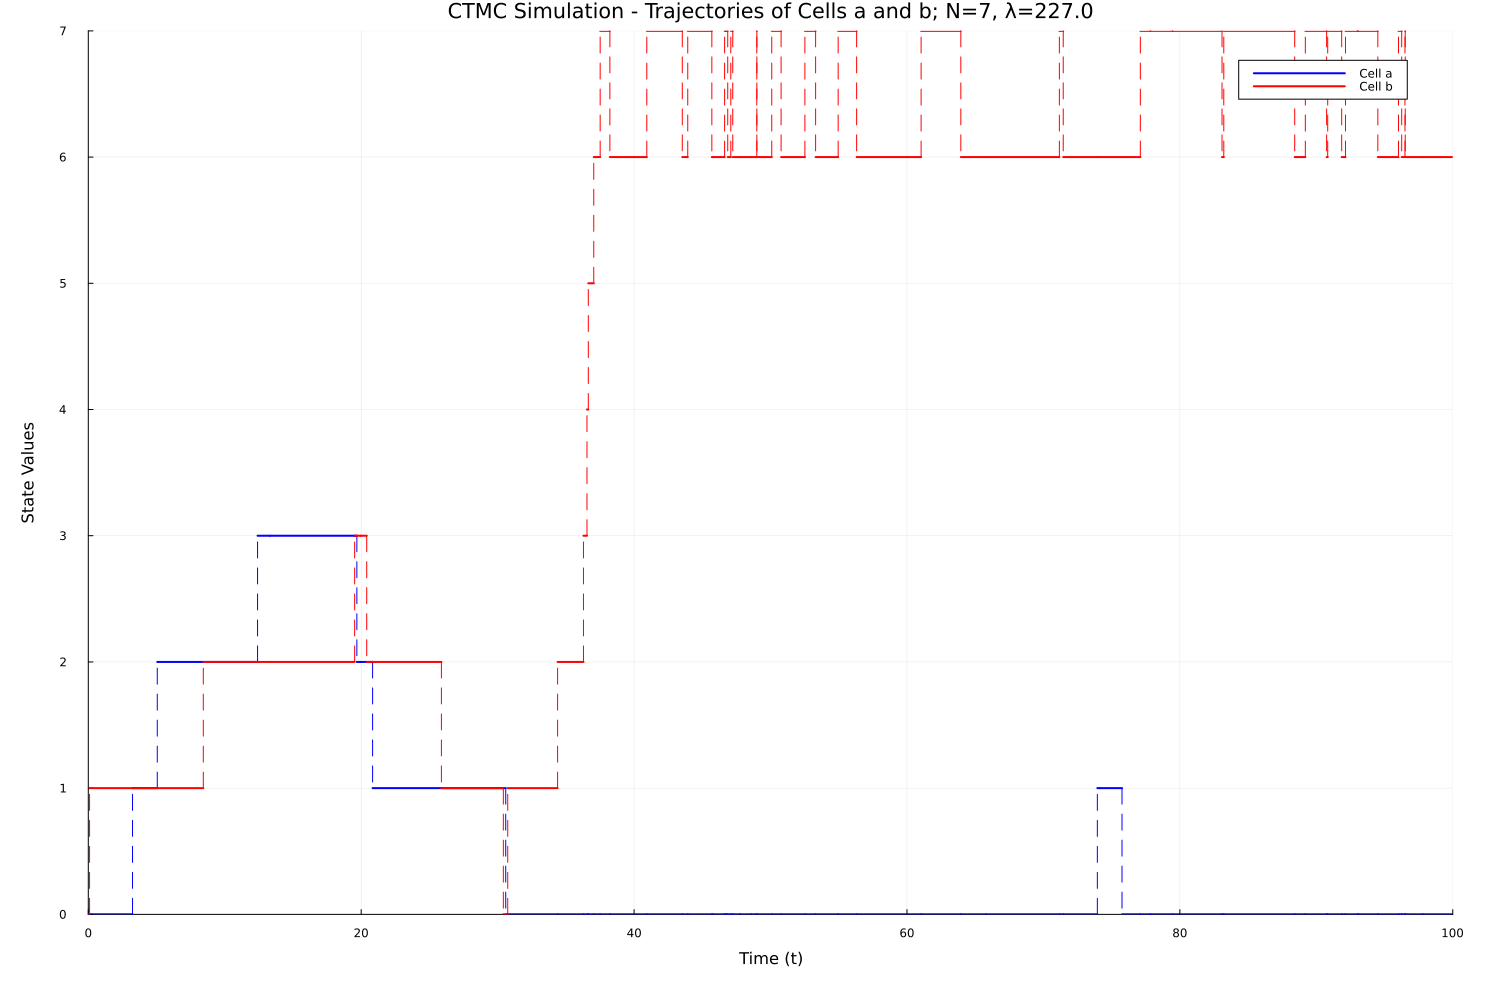 CTMC Simulation - Trajectories of Cells a and b; N=7, λ=227.0
7
Cell a
Cell b
6
5
4
State Values
3
2
1
0
0 20 40 60 80 100
Time (t)